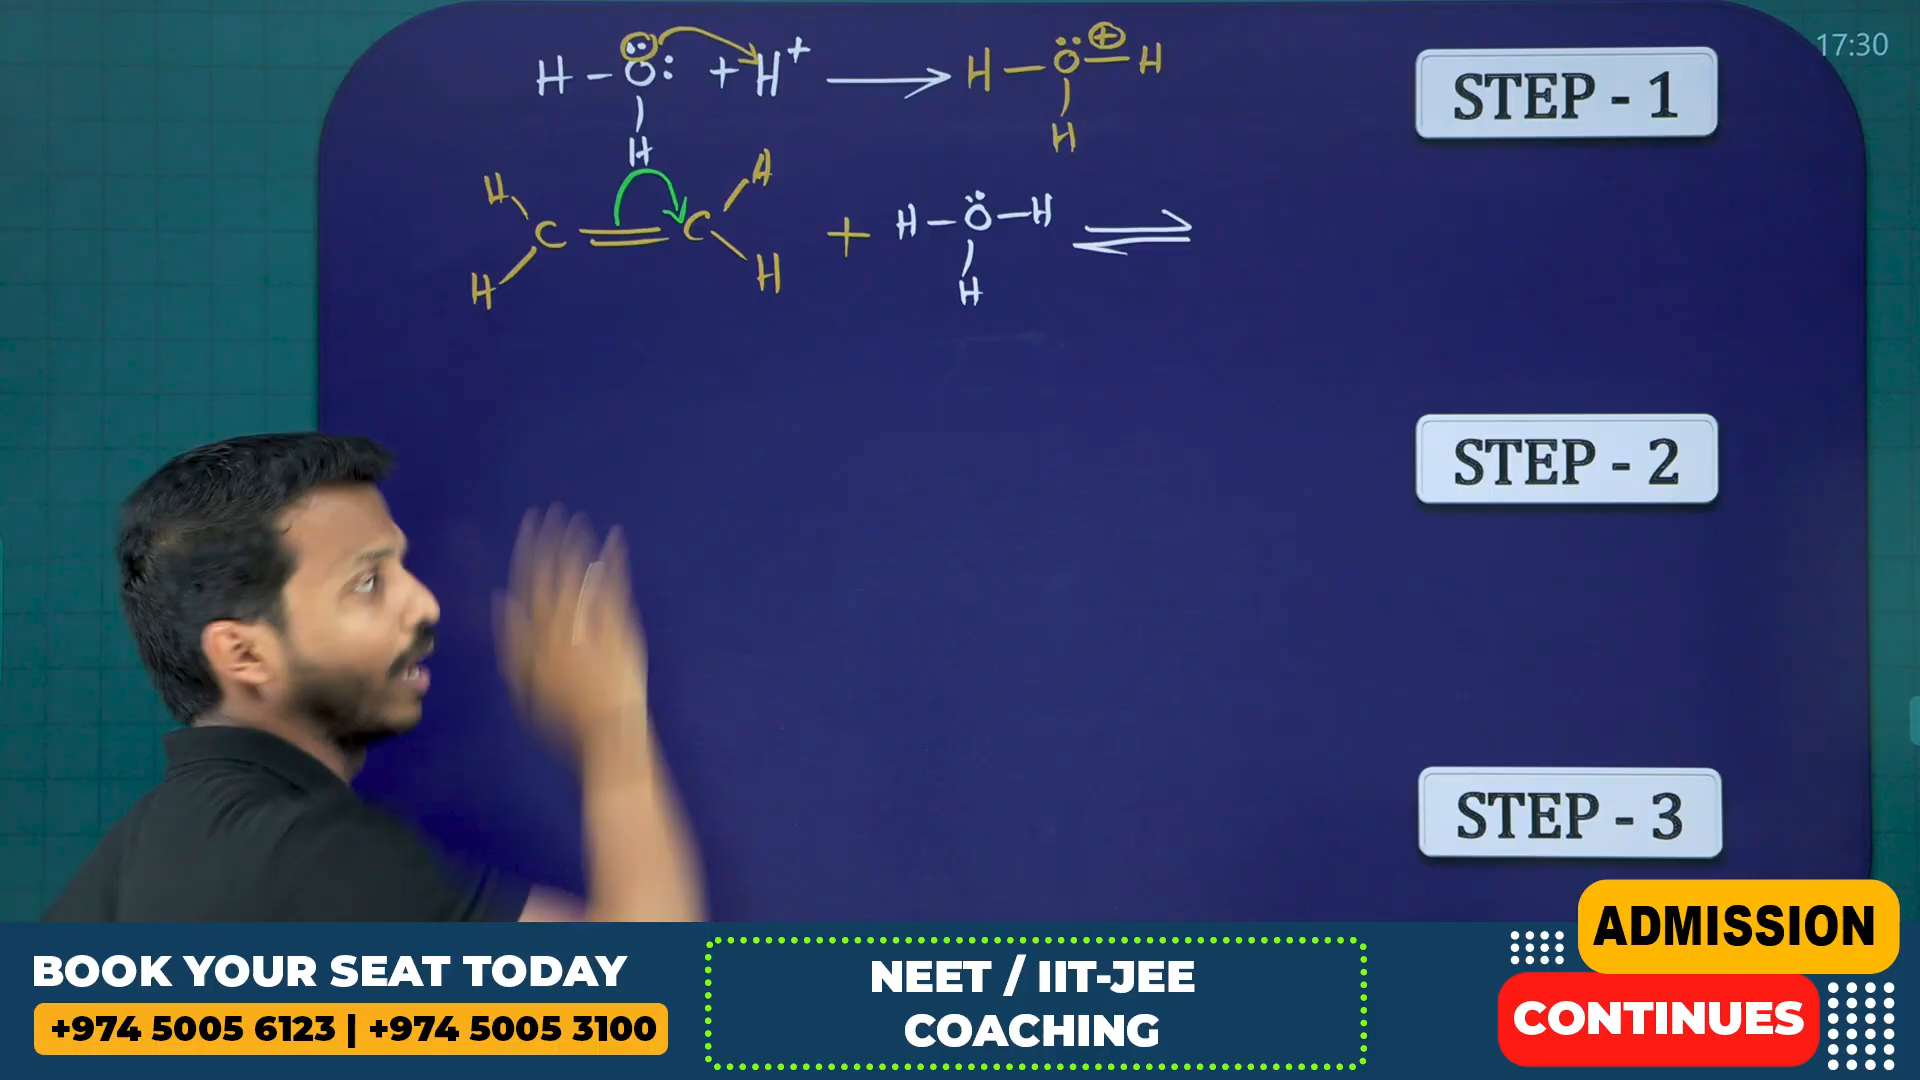 17:30
H – Ö: + H⁺ ⟶ H – Ö⊕ – H
H
H
STEP - 1
H H
C = C + H – Ö – H ⇌
H H
H
STEP - 2
STEP - 3
BOOK YOUR SEAT TODAY
+974 5005 6123 | +974 5005 3100
NEET / IIT-JEE
COACHING
ADMISSION
CONTINUES